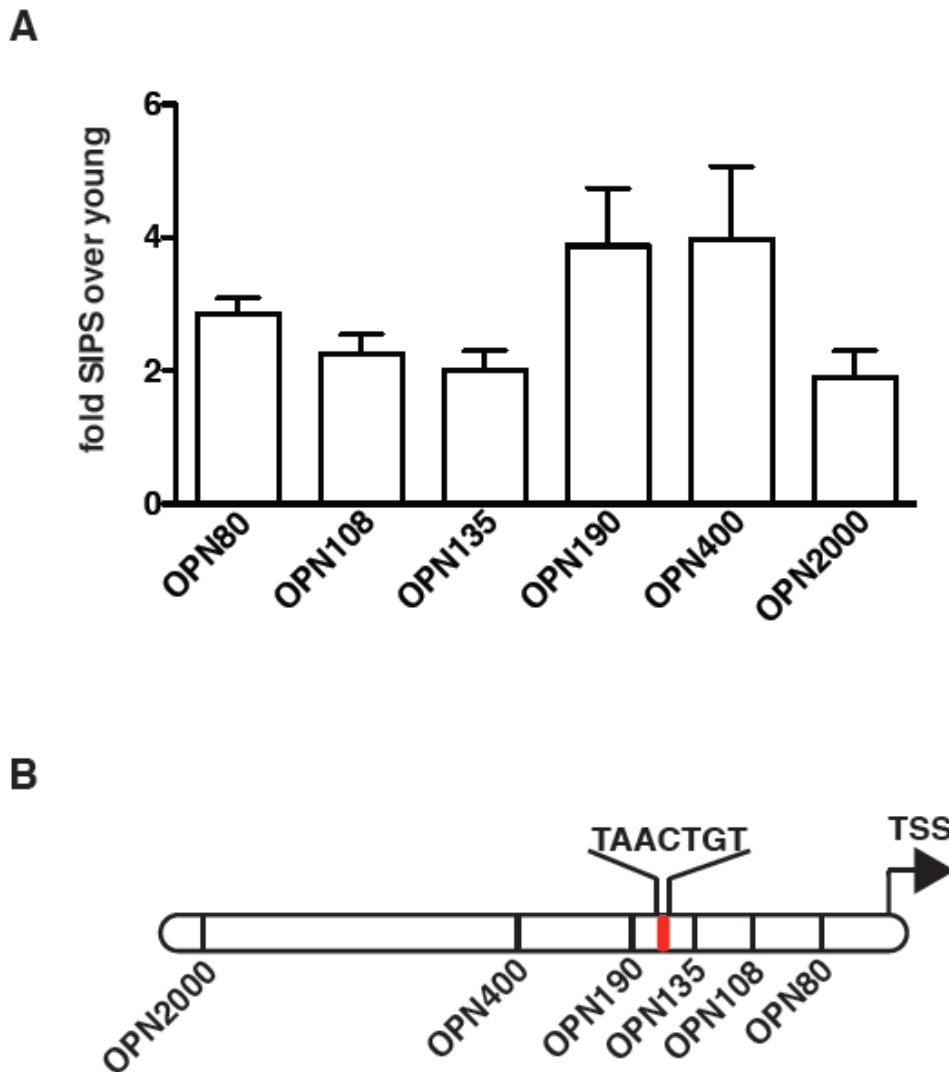 A
fold SIPS over young
6
4
2
0
OPN80
OPN108
OPN135
OPN190
OPN400
OPN2000
B
TAACTGT
TSS
OPN2000
OPN400
OPN190
OPN135
OPN108
OPN80